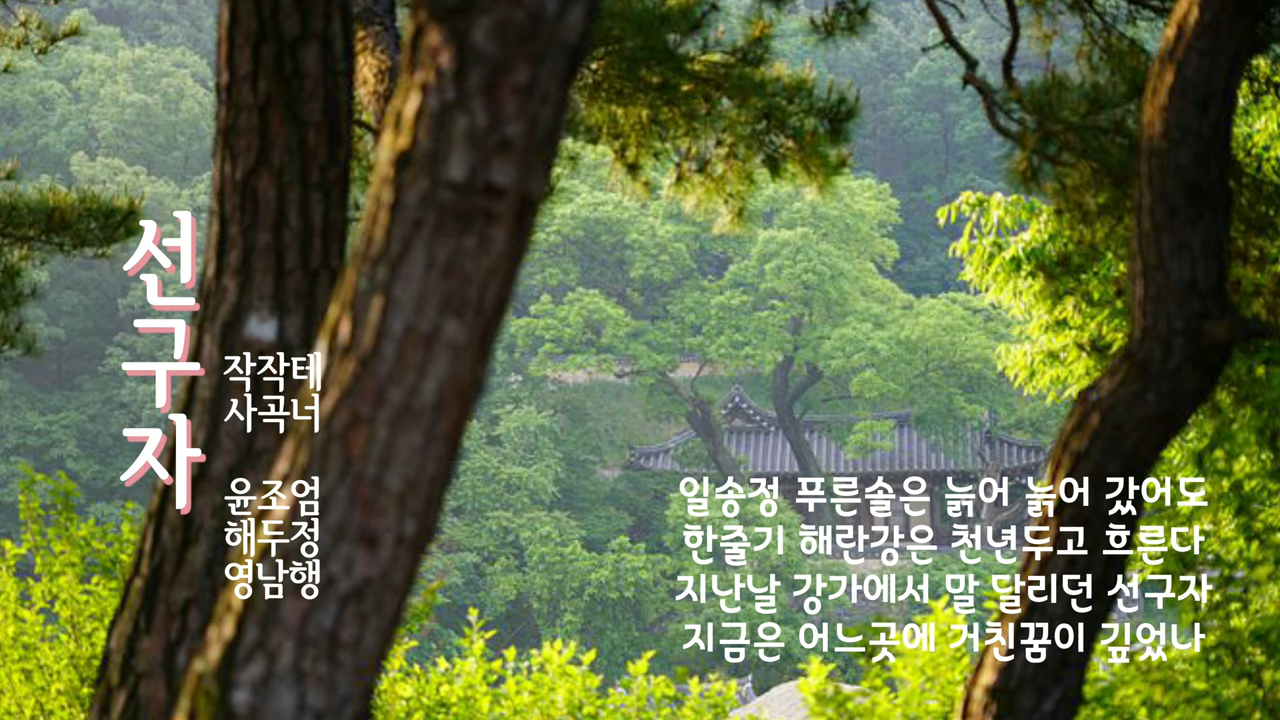 선구자
작사 윤해영
작곡 조두남
테너 엄정행
일송정 푸른솔은 늙어 늙어 갔어도
한줄기 해란강은 천년두고 흐른다
지난날 강가에서 말 달리던 선구자
지금은 어느곳에 거친꿈이 깊었나